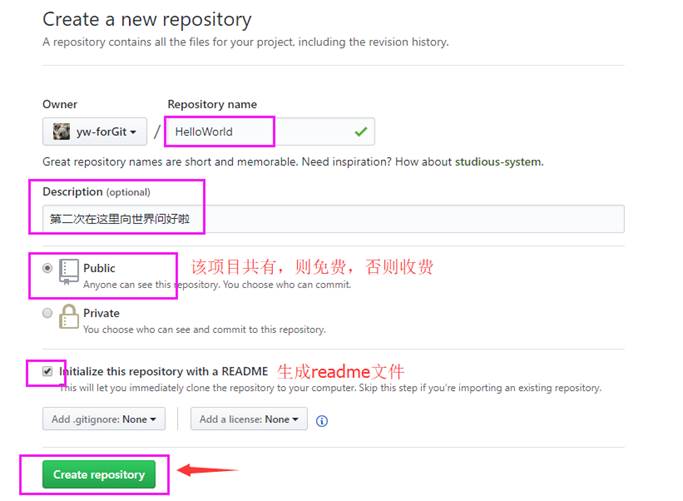 Create a new repository
A repository contains all the files for your project, including the revision history.
Owner Repository name
yw-forGit / HelloWorld
Great repository names are short and memorable. Need inspiration? How about studious-system.
Description (optional)
第二次在这里向世界问好啦
Public 该项目共有，则免费，否则收费
Anyone can see this repository. You choose who can commit.
Private
You choose who can see and commit to this repository.
Initialize this repository with a README 生成readme文件
This will let you immediately clone the repository to your computer. Skip this step if you're importing an existing repository.
Add .gitignore: None Add a license: None
Create repository